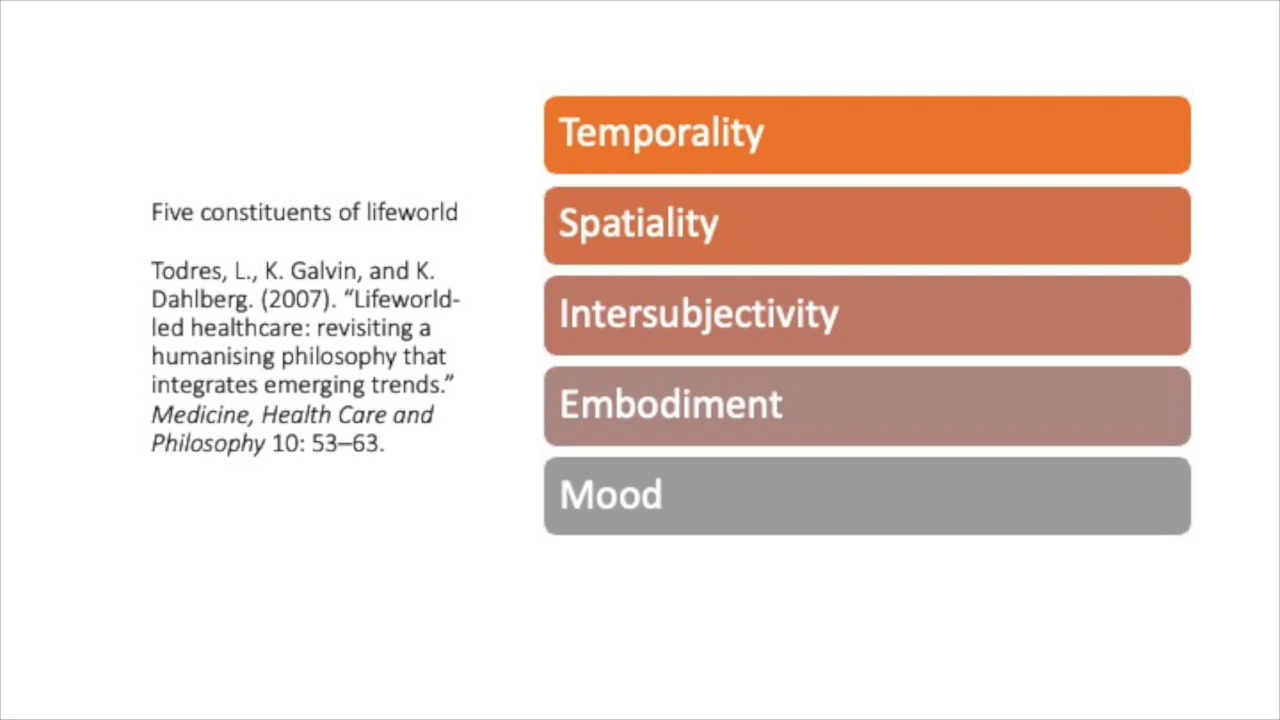 Five constituents of lifeworld
Todres, L., K. Galvin, and K.
Dahlberg. (2007). “Lifeworld-
led healthcare: revisiting a
humanising philosophy that
integrates emerging trends.”
Medicine, Health Care and
Philosophy 10: 53–63.
Temporality
Spatiality
Intersubjectivity
Embodiment
Mood